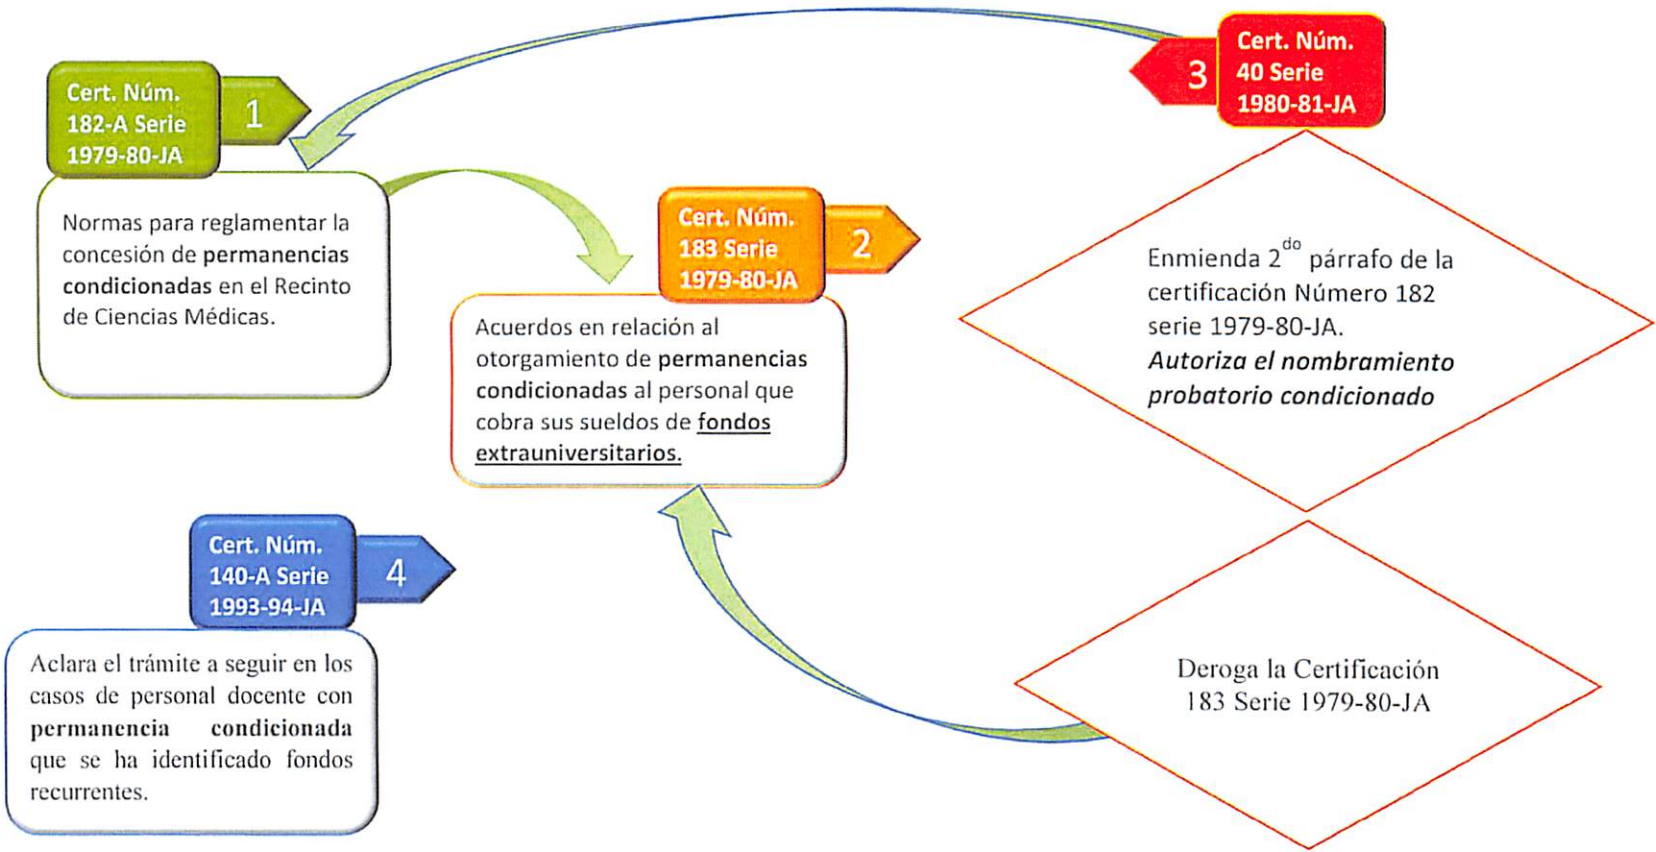 Cert. Núm.
182-A Serie
1979-80-JA
1
Normas para reglamentar la
concesión de permanencias
condicionadas en el Recinto
de Ciencias Médicas.
Cert. Núm.
183 Serie
1979-80-JA
2
Acuerdos en relación al
otorgamiento de permanencias
condicionadas al personal que
cobra sus sueldos de fondos
extrauniversitarios.
3
Cert. Núm.
40 Serie
1980-81-JA
Enmienda 2do párrafo de la
certificación Número 182
serie 1979-80-JA.
Autoriza el nombramiento
probatorio condicionado
Deroga la Certificación
183 Serie 1979-80-JA
Cert. Núm.
140-A Serie
1993-94-JA
4
Aclara el trámite a seguir en los
casos de personal docente con
permanencia condicionada
que se ha identificado fondos
recurrentes.